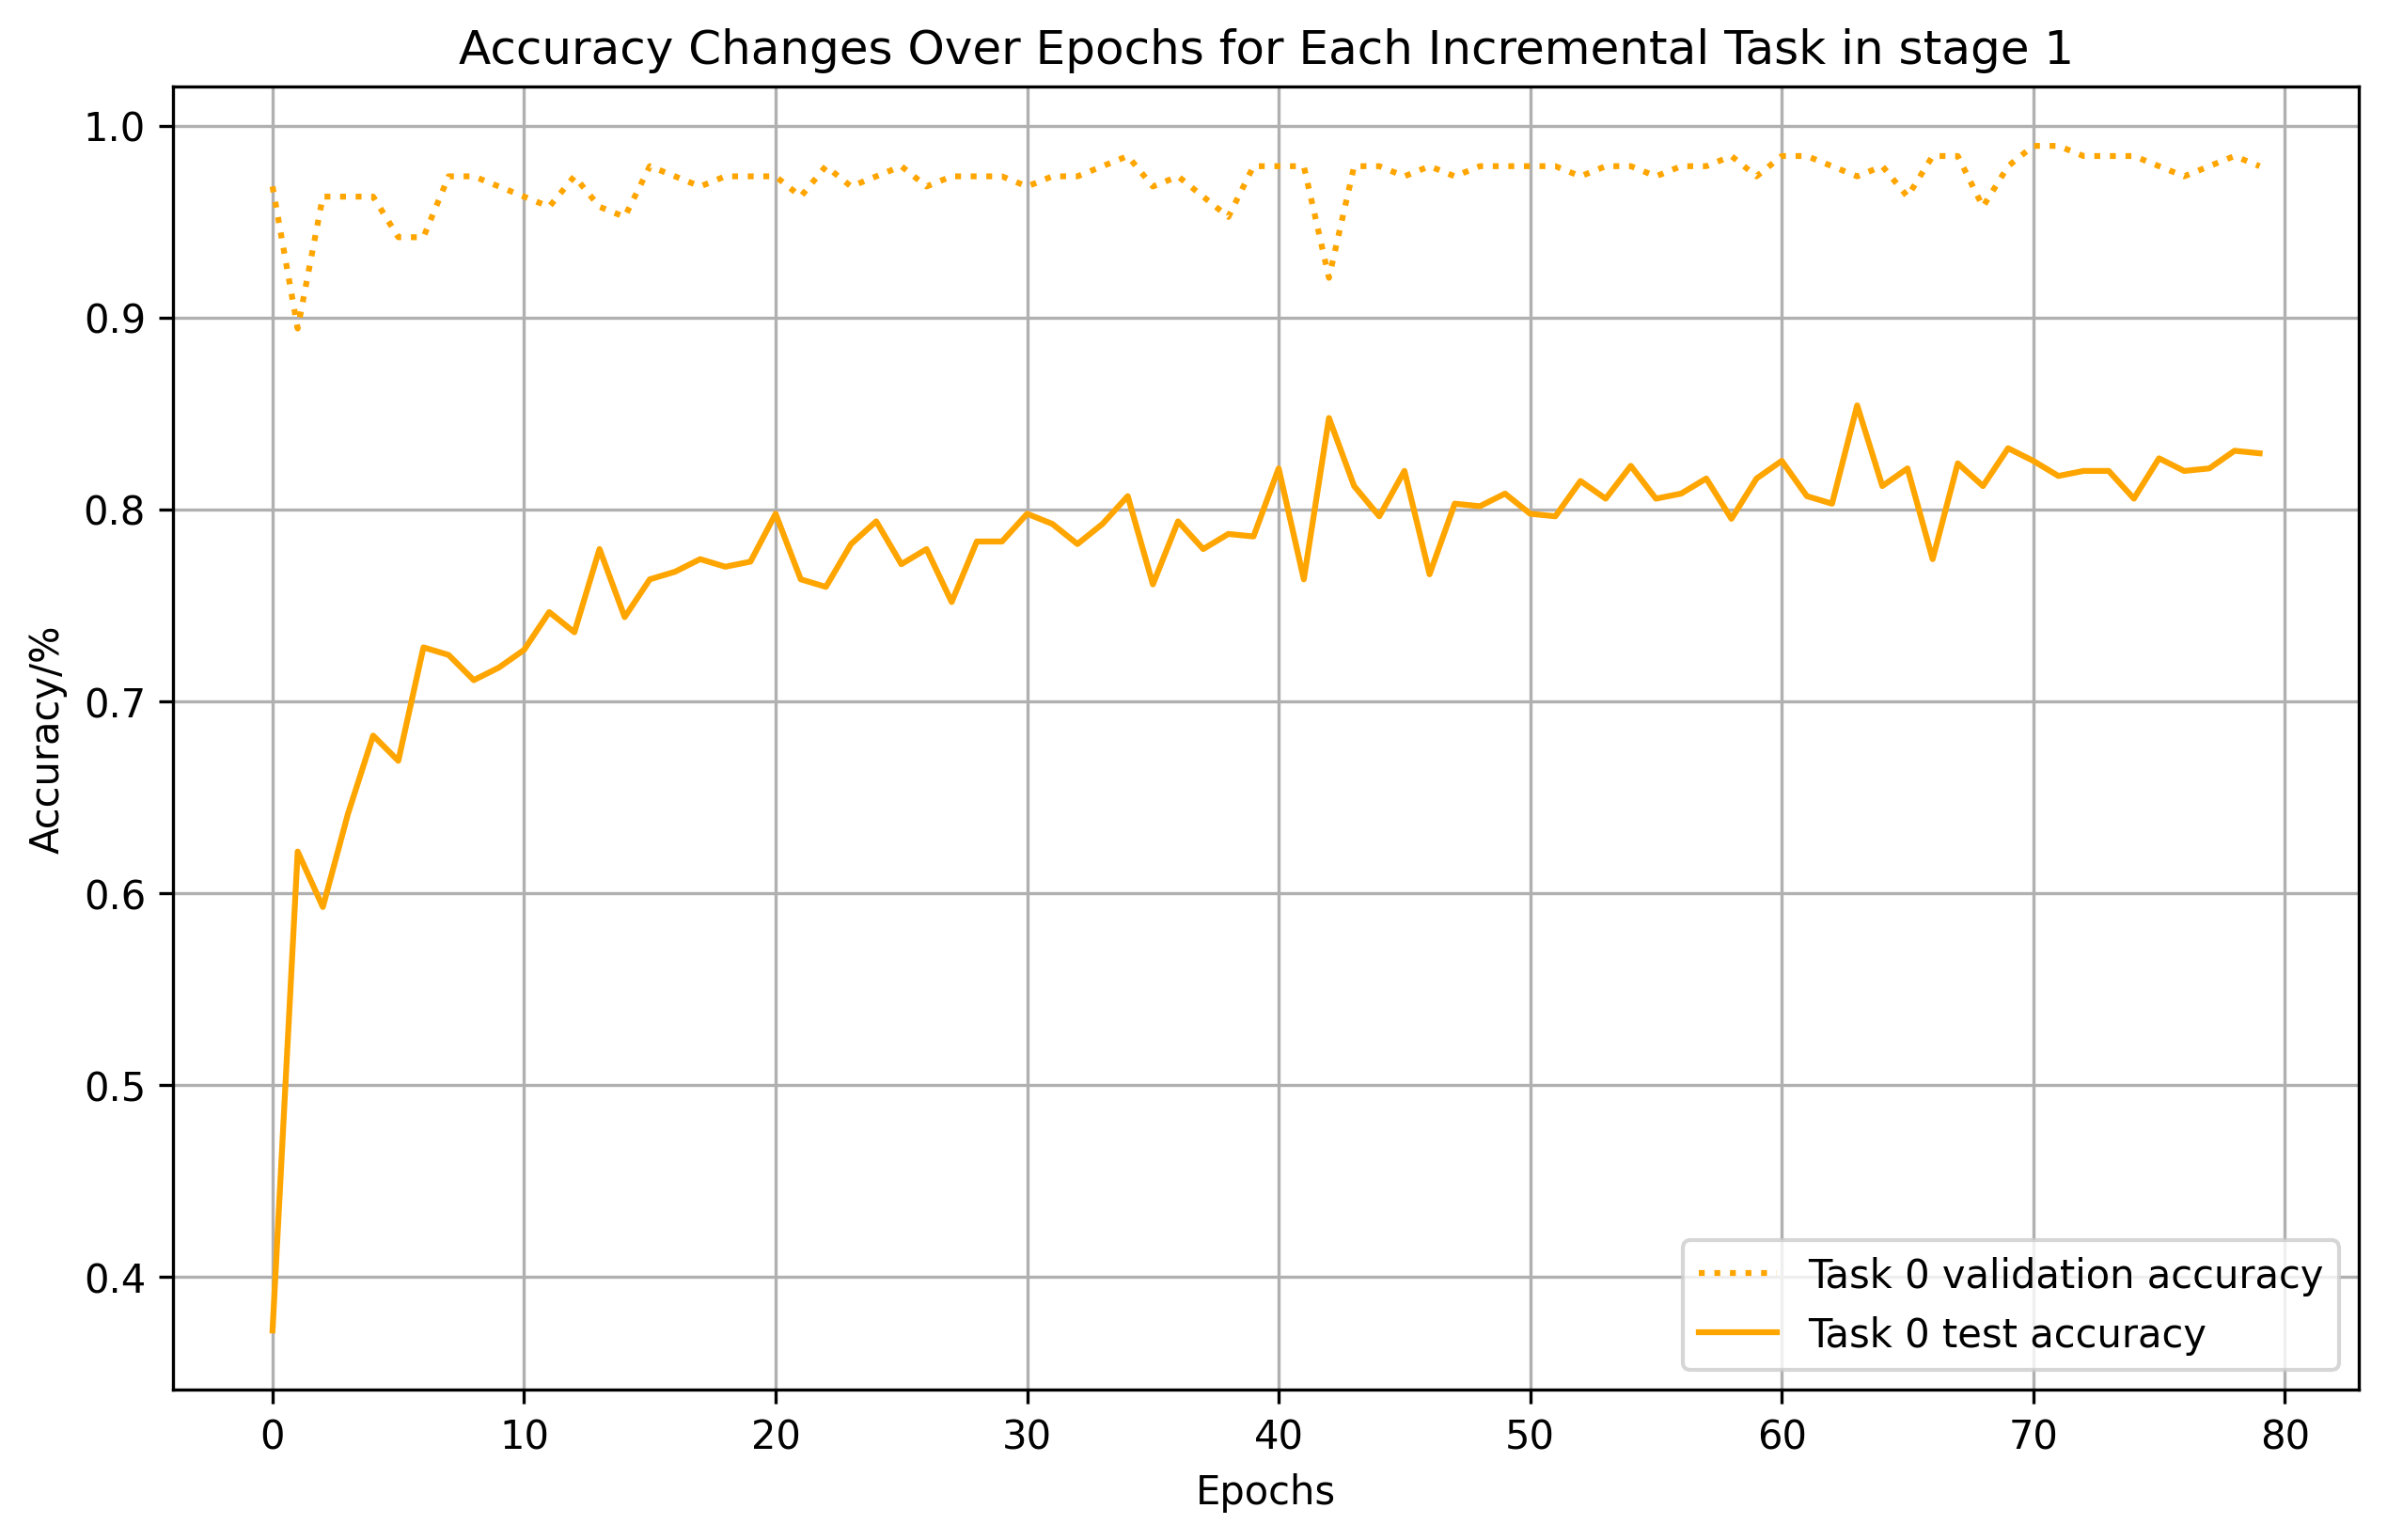 Accuracy Changes Over Epochs for Each Incremental Task in stage 1
1.0
0.9
0.8
0.7
0.6
0.5
0.4
Accuracy/%
Task 0 validation accuracy
Task 0 test accuracy
0 10 20 30 40 50 60 70 80
Epochs